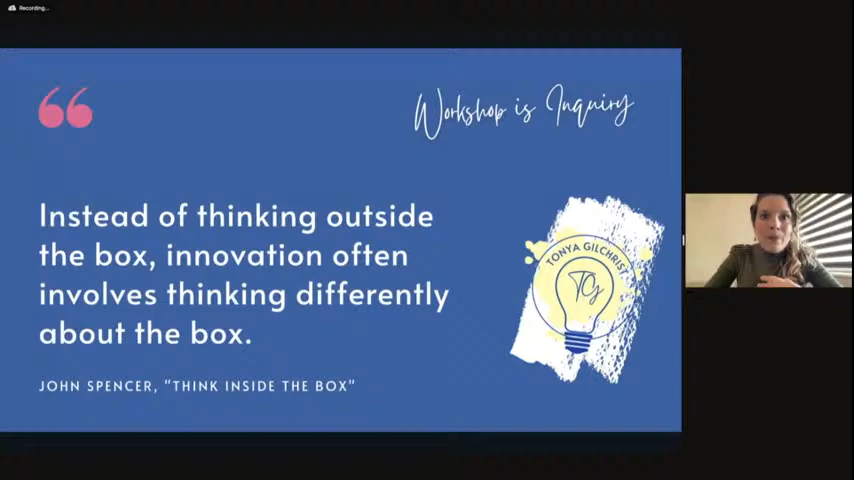 Recording...
Workshop is Inquiry
Instead of thinking outside
the box, innovation often
involves thinking differently
about the box.
JOHN SPENCER, "THINK INSIDE THE BOX"
TONYA GILCHRIST
TG